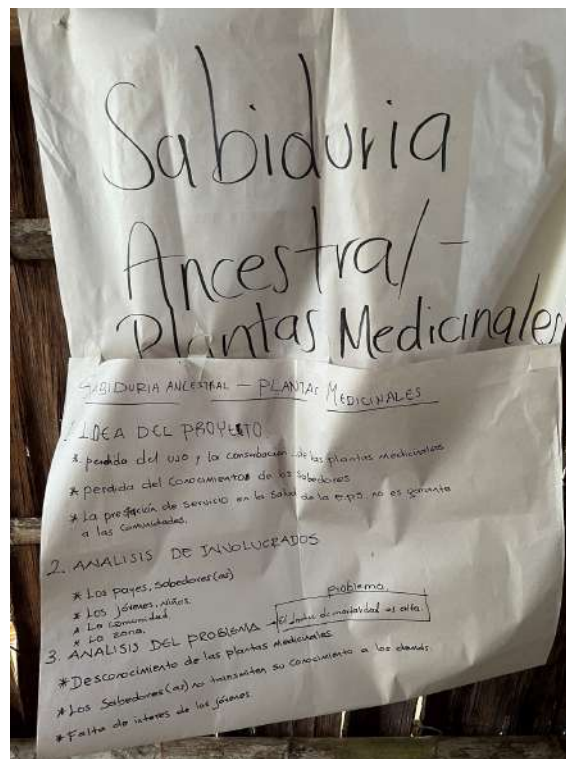 Sabiduria
Ancestral -
Plantas Medicinales
SABIDURIA ANCESTRAL - PLANTAS MEDICINALES
1. IDEA DEL PROYECTO.
* perdida del uso y la conservacion de las plantas medicinales
* perdida del conocimiento de los sabedores
* La prestación de servicio en la salud de la e.p.s. no es garante
a las comunidades.
2. ANALISIS DE INVOLUCRADOS
* Los payes, sabedores(as)
* Los jóvenes, niños.
* La comunidad.
* La zona.
problema.
3. ANALISIS DEL PROBLEMA → El indice de mortalidad es alta.
* Desconocimiento de las plantas medicinales.
* Los Sabedores(as) no transmiten su conocimiento a los demás.
* Falta de interes de los jóvenes.